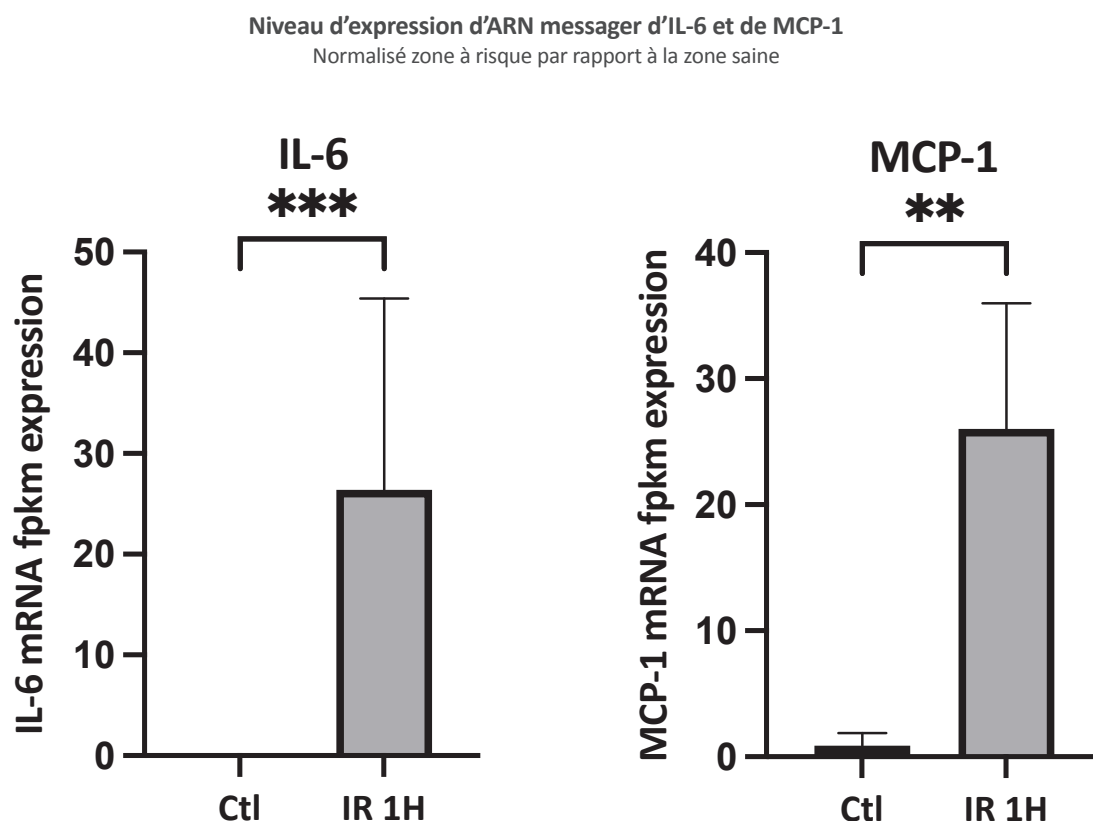 Niveau d’expression d’ARN messager d’IL-6 et de MCP-1
Normalisé zone à risque par rapport à la zone saine
IL-6
***
IL-6 mRNA fpkm expression
50
40
30
20
10
0
Ctl
IR 1H
MCP-1
**
MCP-1 mRNA fpkm expression
40
30
20
10
0
Ctl
IR 1H